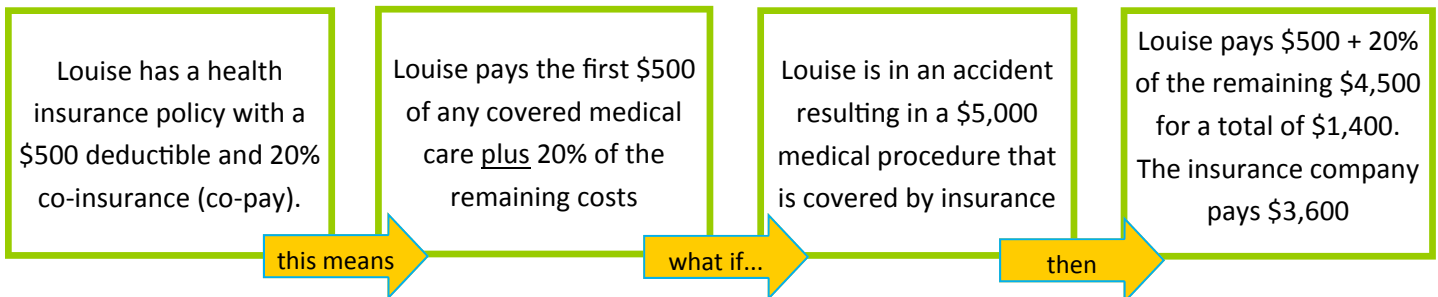 Louise has a health
insurance policy with a
$500 deductible and 20%
co-insurance (co-pay).
this means
Louise pays the first $500
of any covered medical
care plus 20% of the
remaining costs
what if...
Louise is in an accident
resulting in a $5,000
medical procedure that
is covered by insurance
then
Louise pays $500 + 20%
of the remaining $4,500
for a total of $1,400.
The insurance company
pays $3,600